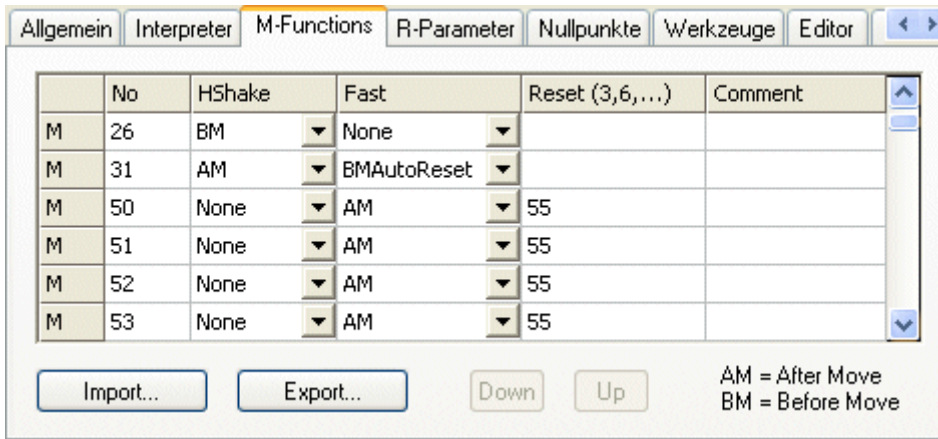 Allgemein Interpreter M-Functions R-Parameter Nullpunkte Werkzeuge Editor
No HShake Fast Reset (3,6,...) Comment
M 26 BM None
M 31 AM BMAutoReset
M 50 None AM 55
M 51 None AM 55
M 52 None AM 55
M 53 None AM 55
Import... Export... Down Up AM = After Move
BM = Before Move